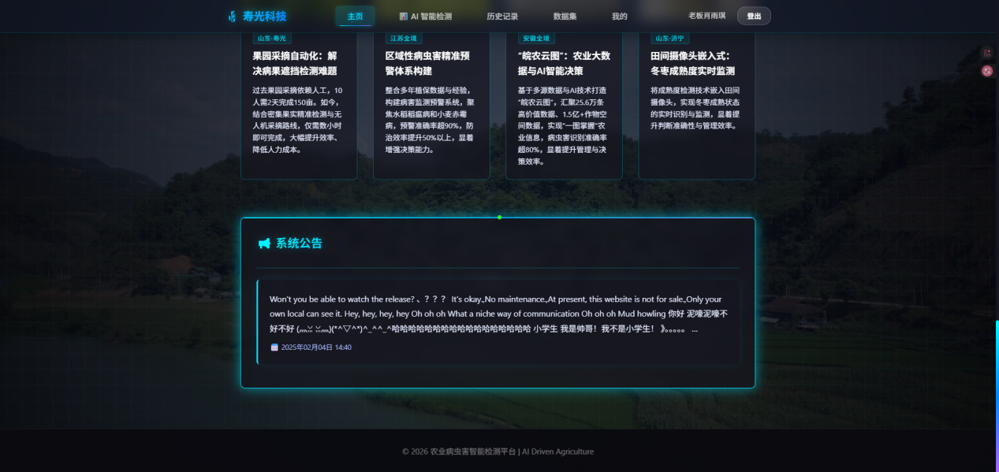 寿光科技
主页
AI 智能检测
历史记录
数据集
我的
老板肖雨琪
登出
山东·寿光
果园采摘自动化：解
决病果遮挡检测难题
过去果园采摘依赖人工，10
人需2天完成150亩。如今，
结合密集果实精准检测与无
人机采摘路线，仅需数小时
即可完成，大幅提升效率、
降低人力成本。
江苏全境
区域性病虫害精准预
警体系构建
整合多年植保数据与经验，
构建病害监测预警系统，聚
焦水稻稻瘟病和小麦赤霉
病，预警准确率超90%，防
治效率提升50%以上，显着
增强决策能力。
安徽全境
“皖农云图”：农业大数
据与AI智能决策
基于多源数据与AI技术打造
“皖农云图”，汇聚25.6万条
高价值数据、1.5亿+作物空
间数据，实现“一图掌握”农
业信息，病虫害识别准确率
超80%，显着提升管理与决
策效率。
山东·济宁
田间摄像头嵌入式：
冬枣成熟度实时监测
将成熟度检测技术嵌入田间
摄像头，实现冬枣成熟状态
的实时识别与监测，显着提
升判断准确性与管理效率。
系统公告
Won't you be able to watch the release? 、？？？ It's okay.,No maintenance.,At present, this website is not for sale.,Only your
own local can see it. Hey, hey, hey, hey Oh oh oh What a niche way of communication Oh oh oh Mud howling 你好 泥嚎泥嚎不
好不好 (*^▽^*)^_^^_^哈哈哈哈哈哈哈哈哈哈哈哈哈哈哈哈哈 小学生 我是帅哥！我不是小学生！ 》。。。。。 ...
2025年02月04日 14:40
© 2026 农业病虫害智能检测平台 | AI Driven Agriculture